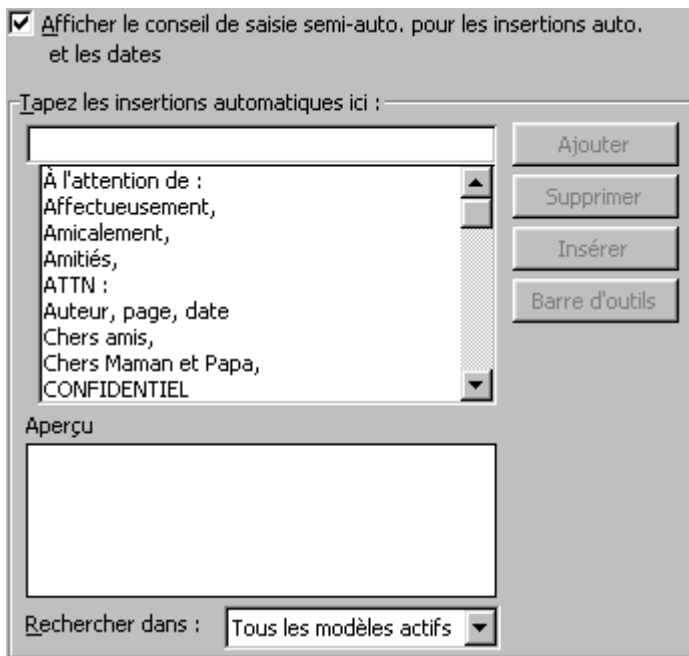 Afficher le conseil de saisie semi-auto. pour les insertions auto.
et les dates
Tapez les insertions automatiques ici :
Ajouter
À l'attention de :
Affectueusement,
Supprimer
Amicalement,
Amitiés,
Insérer
ATTN :
Auteur, page, date
Barre d'outils
Chers amis,
Chers Maman et Papa,
CONFIDENTIEL
Aperçu
Rechercher dans : Tous les modèles actifs